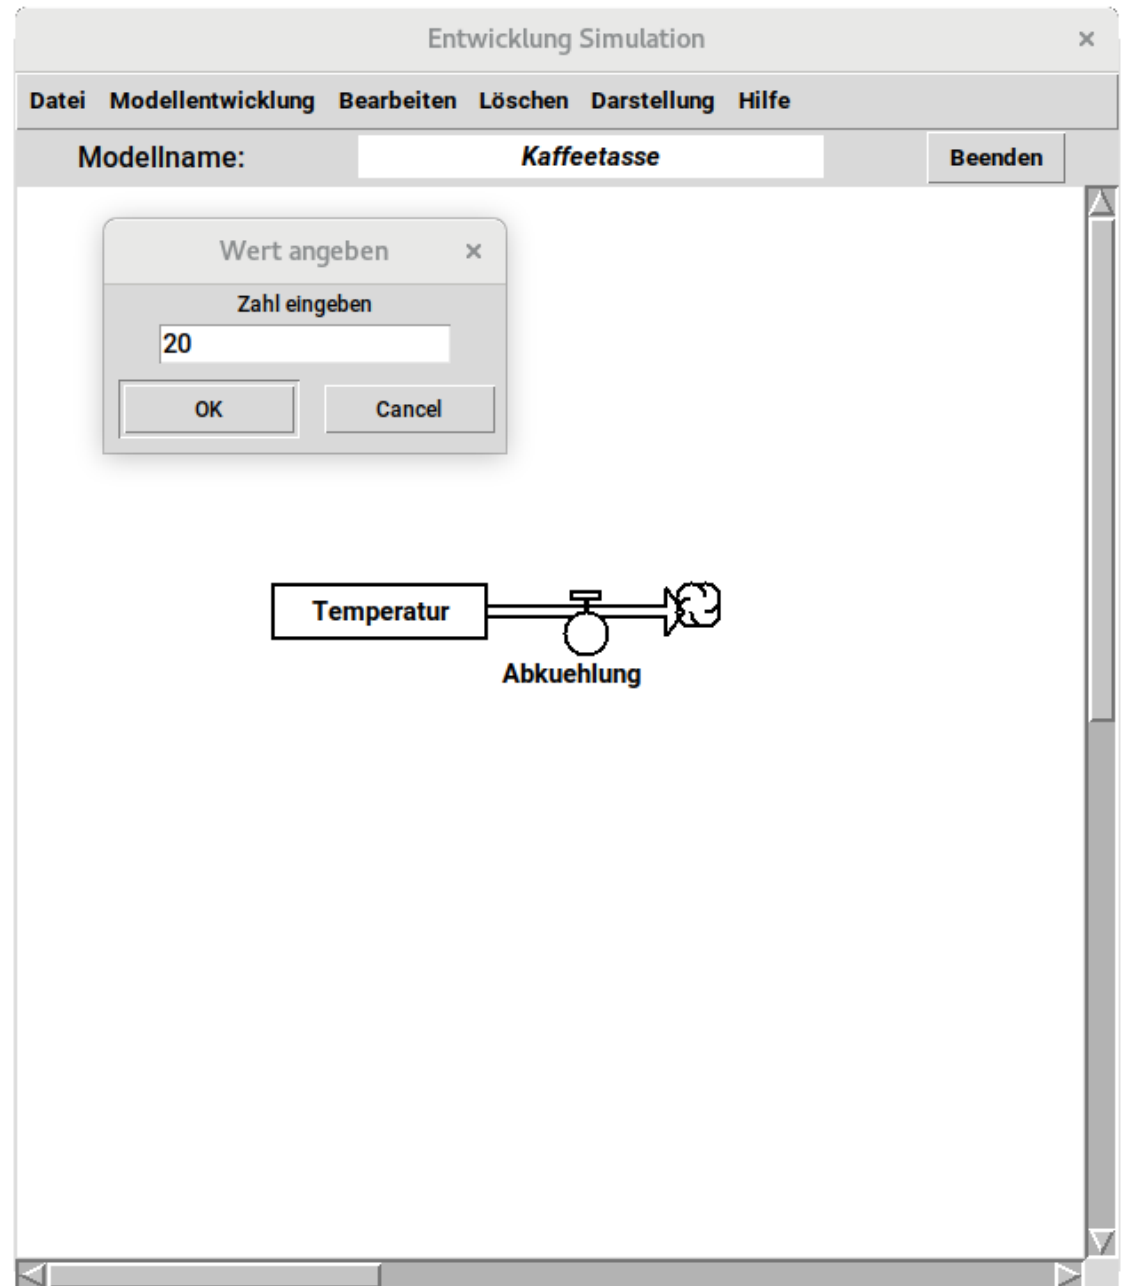 Entwicklung Simulation
Datei Modellentwicklung Bearbeiten Löschen Darstellung Hilfe
Modellname: Kaffeetasse Beenden
Wert angeben
Zahl eingeben
20
OK Cancel
Temperatur
Abkuehlung